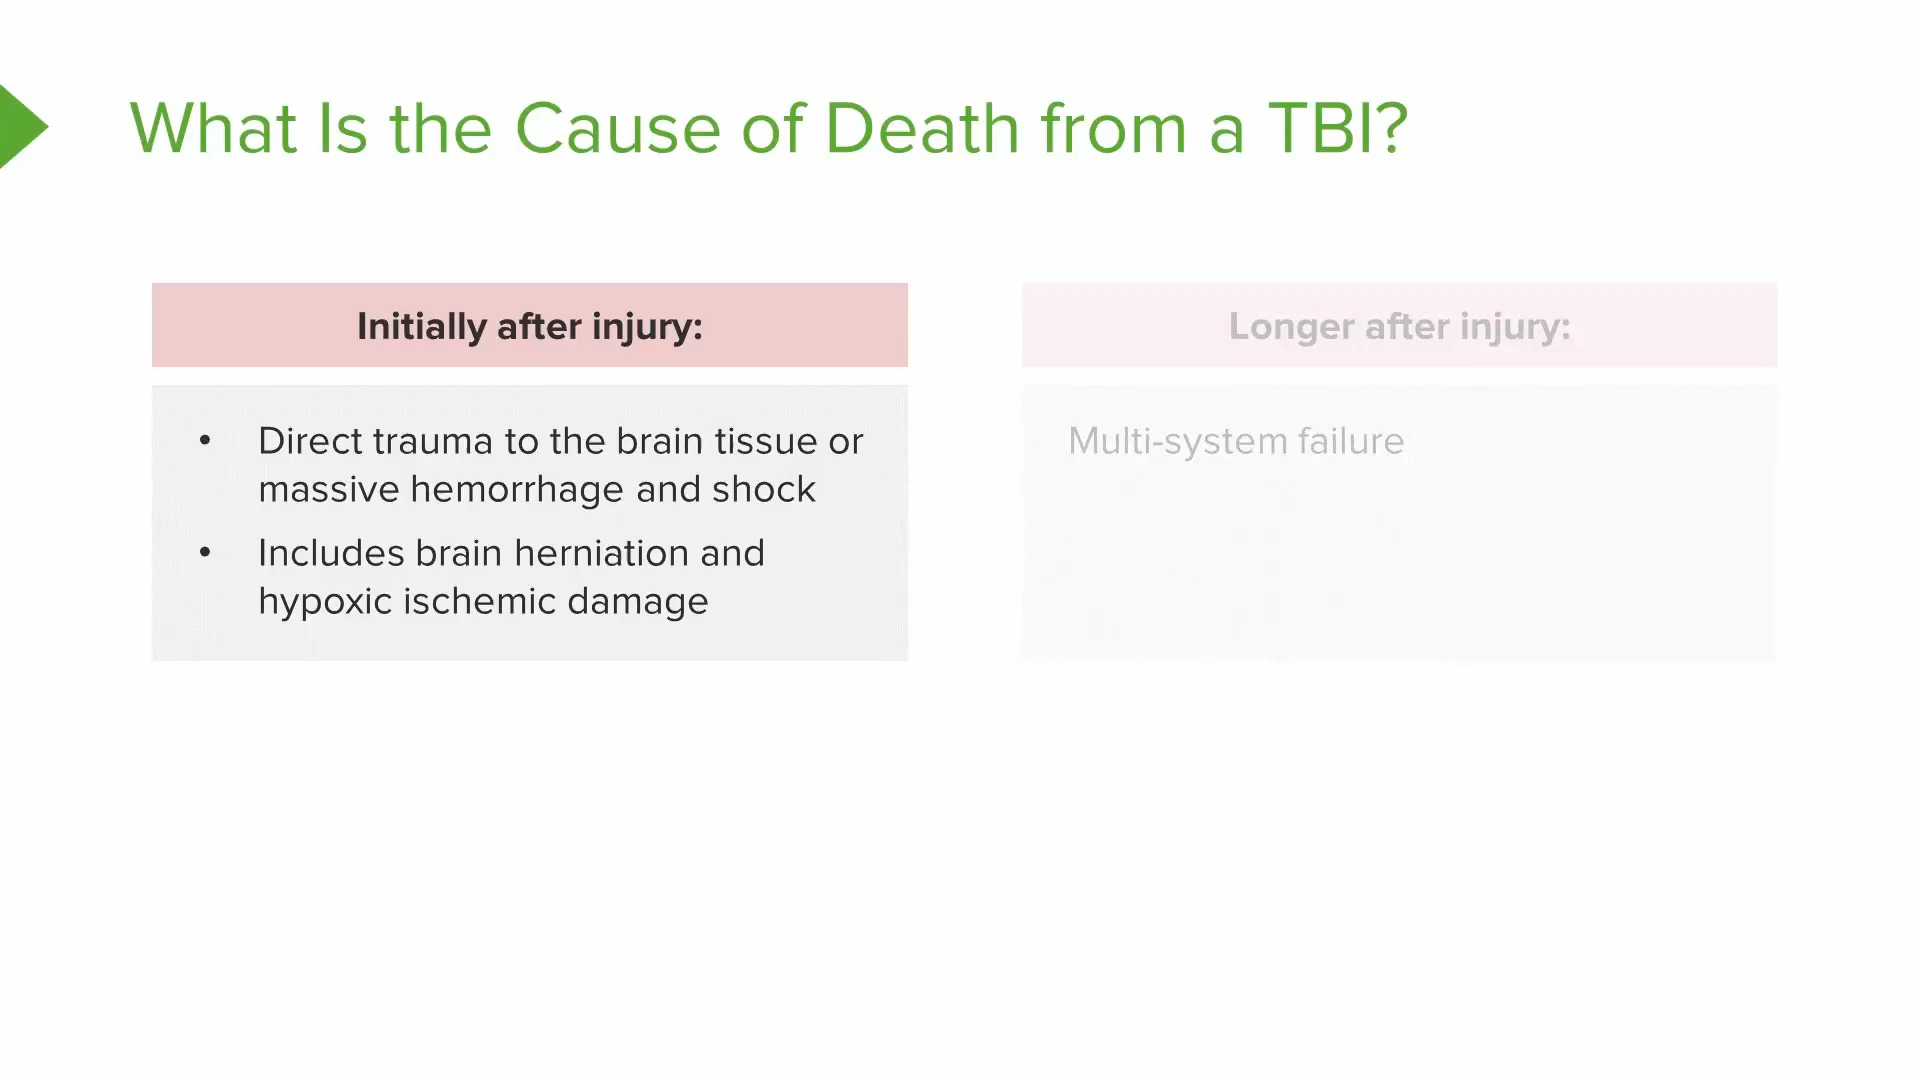 What Is the Cause of Death from a TBI?
Initially after injury:
• Direct trauma to the brain tissue or
massive hemorrhage and shock
• Includes brain herniation and
hypoxic ischemic damage
Longer after injury:
Multi-system failure